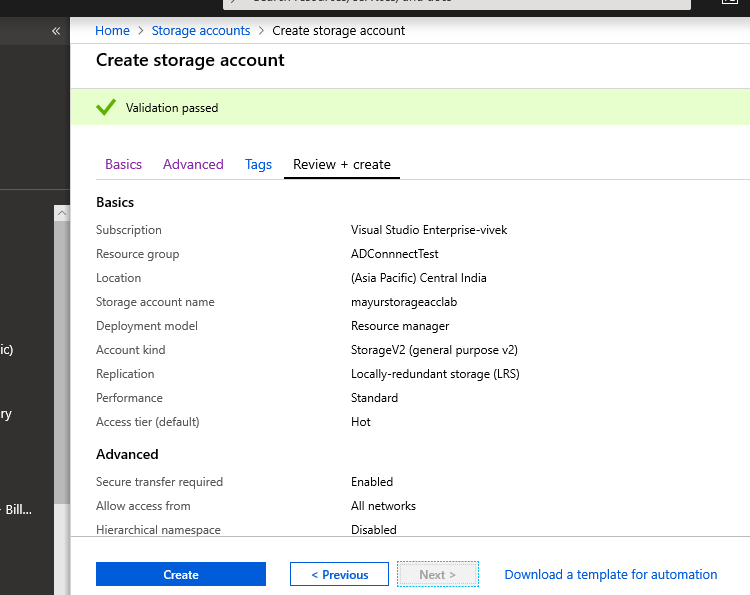 «
Home > Storage accounts > Create storage account
Create storage account
Validation passed
Basics Advanced Tags Review + create
Basics
Subscription Visual Studio Enterprise-vivek
Resource group ADConnnectTest
Location (Asia Pacific) Central India
Storage account name mayurstorageacclab
Deployment model Resource manager
ic) Account kind StorageV2 (general purpose v2)
Replication Locally-redundant storage (LRS)
Performance Standard
ry
Access tier (default) Hot
Advanced
Secure transfer required Enabled
Bill... Allow access from All networks
Hierarchical namespace Disabled
Create < Previous Next > Download a template for automation